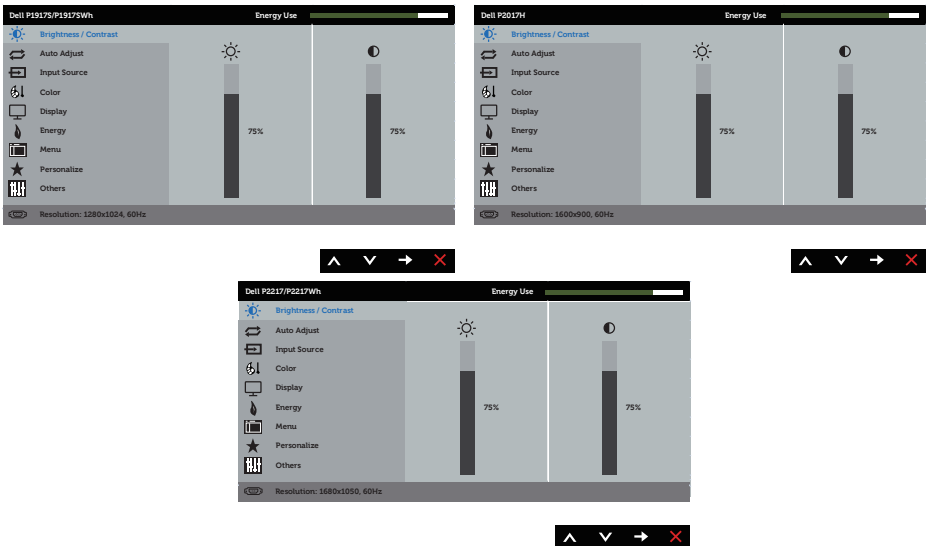 Dell P1917S/P1917SWh Energy Use
Brightness / Contrast
Auto Adjust
Input Source
Color
Display
Energy
Menu
Personalize
Others
75% 75%
Resolution: 1280x1024, 60Hz
Dell P2017H Energy Use
Brightness / Contrast
Auto Adjust
Input Source
Color
Display
Energy
Menu
Personalize
Others
75% 75%
Resolution: 1600x900, 60Hz
Dell P2217/P2217Wh Energy Use
Brightness / Contrast
Auto Adjust
Input Source
Color
Display
Energy
Menu
Personalize
Others
75% 75%
Resolution: 1680x1050, 60Hz